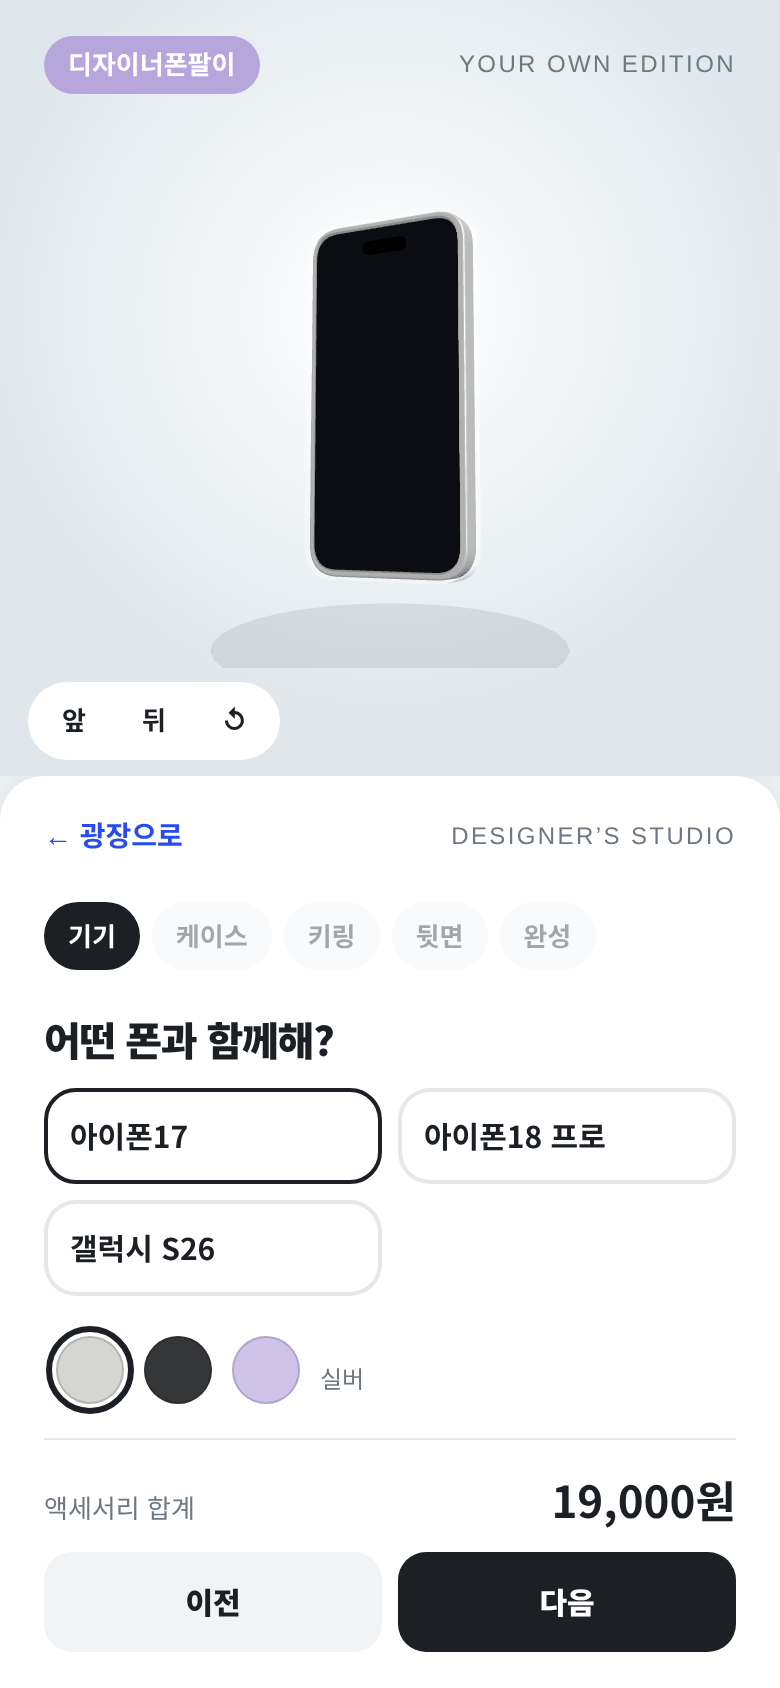 디자이너폰팔이
YOUR OWN EDITION
앞 뒤
← 광장으로
DESIGNER’S STUDIO
기기 케이스 키링 뒷면 완성
어떤 폰과 함께해?
아이폰17
아이폰18 프로
갤럭시 S26
실버
액세서리 합계
19,000원
이전
다음